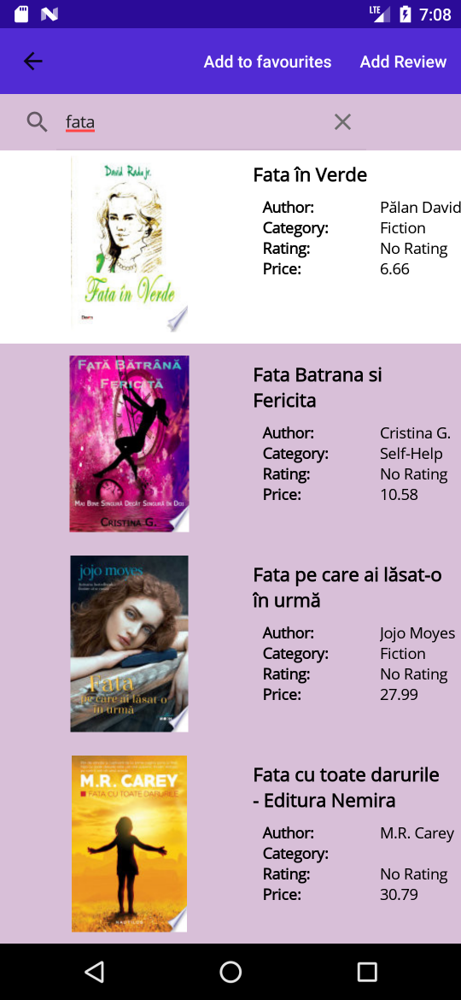 LTE 7:08
Add to favourites Add Review
fata
David Radu jr.
Fata în Verde
Fata în Verde
Author: Pălan David
Category: Fiction
Rating: No Rating
Price: 6.66
FATĂ BĂTRÂNĂ
FERICITĂ
MAI BINE SINGURĂ DECÂT SINGURĂ ÎN DOI
CRISTINA G.
Fata Batrana si
Fericita
Author: Cristina G.
Category: Self-Help
Rating: No Rating
Price: 10.58
jojo moyes
Fata
pe care ai lăsat-o
în urmă
Fata pe care ai lăsat-o
în urmă
Author: Jojo Moyes
Category: Fiction
Rating: No Rating
Price: 27.99
M.R. CAREY
FATA CU TOATE DARURILE
NAUTILUS
Fata cu toate darurile
- Editura Nemira
Author: M.R. Carey
Category:
Rating: No Rating
Price: 30.79